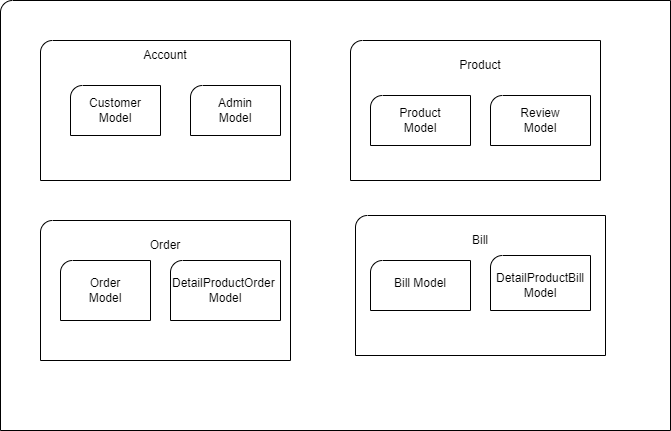 Account
Customer
Model
Admin
Model
Product
Product
Model
Review
Model
Order
Order
Model
DetailProductOrder
Model
Bill
Bill Model
DetailProductBill
Model